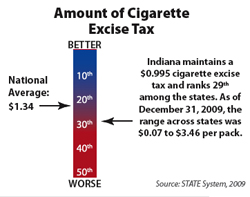 Amount of Cigarette
Excise Tax
BETTER
National
Average:
$1.34
10th
20th
30th
40th
50th
WORSE
Indiana maintains a
$0.995 cigarette excise
tax and ranks 29th
among the states. As of
December 31, 2009, the
range across states was
$0.07 to $3.46 per pack.
Source: STATE System, 2009